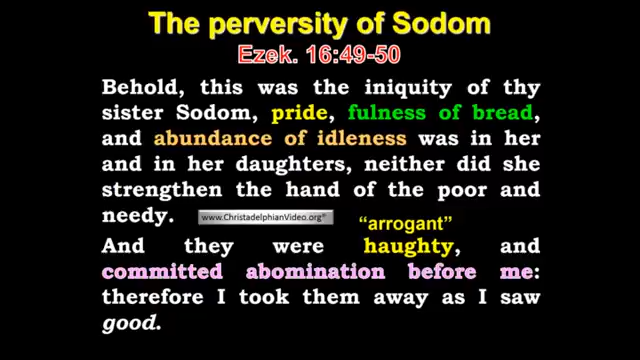 The perversity of Sodom
Ezek. 16:49-50
Behold, this was the iniquity of thy
sister Sodom, pride, fulness of bread,
and abundance of idleness was in her
and in her daughters, neither did she
strengthen the hand of the poor and
needy.
www.ChristadelphianVideo.org®
“arrogant”
And they were haughty, and
committed abomination before me:
therefore I took them away as I saw
good.